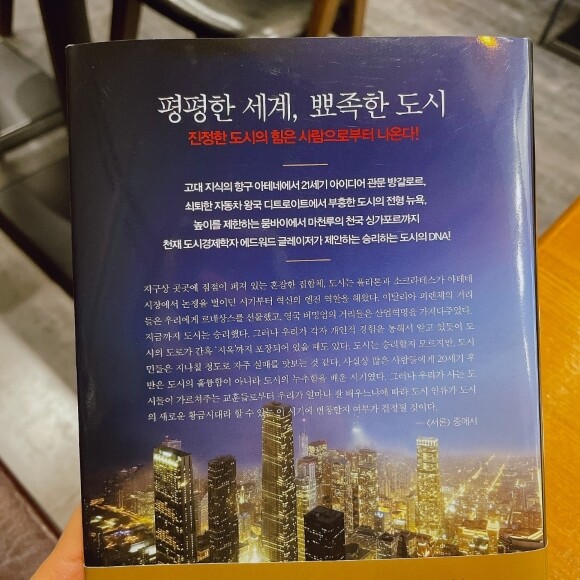 평평한 세계, 뾰족한 도시
진정한 도시의 힘은 사람으로부터 나온다!
고대 지식의 항구 아테네에서 21세기 아이디어 관문 방갈로르,
쇠퇴한 자동차 왕국 디트로이트에서 부흥한 도시의 전형 뉴욕,
높이를 제한하는 뭄바이에서 마천루의 천국 싱가포르까지
천재 도시경제학자 에드워드 글레이저가 제안하는 승리하는 도시의 DNA!
지구상 곳곳에 점점이 퍼져 있는 혼잡한 집합체, 도시는 플라톤과 소크라테스가 아테네
시장에서 논쟁을 벌이던 시기부터 혁신의 엔진 역할을 해왔다. 이탈리아 피렌체의 거리
들은 우리에게 르네상스를 선물했고, 영국 버밍엄의 거리들은 산업혁명을 가져다주었다.
지금까지 도시는 승리했다. 그러나 우리가 각자 개인적 경험을 통해서 알고 있듯이 도
시의 도로가 간혹 '지옥'까지 포장되어 있을 때도 있다. 도시는 승리할지 모르지만, 도시
민들은 지나칠 정도로 자주 실패를 맛보는 것 같다. 사실상 많은 사람들에게 20세기 후
반은 도시의 훌륭함이 아니라 도시의 누추함을 배운 시기였다. 그러나 우리가 사는 도
시들이 가르쳐주는 교훈들로부터 우리가 얼마나 잘 배우느냐에 따라 도시 인류가 도시
의 새로운 황금시대라 할 수 있는 이 시기에 번창할지 여부가 결정될 것이다.
—〈서론〉 중에서